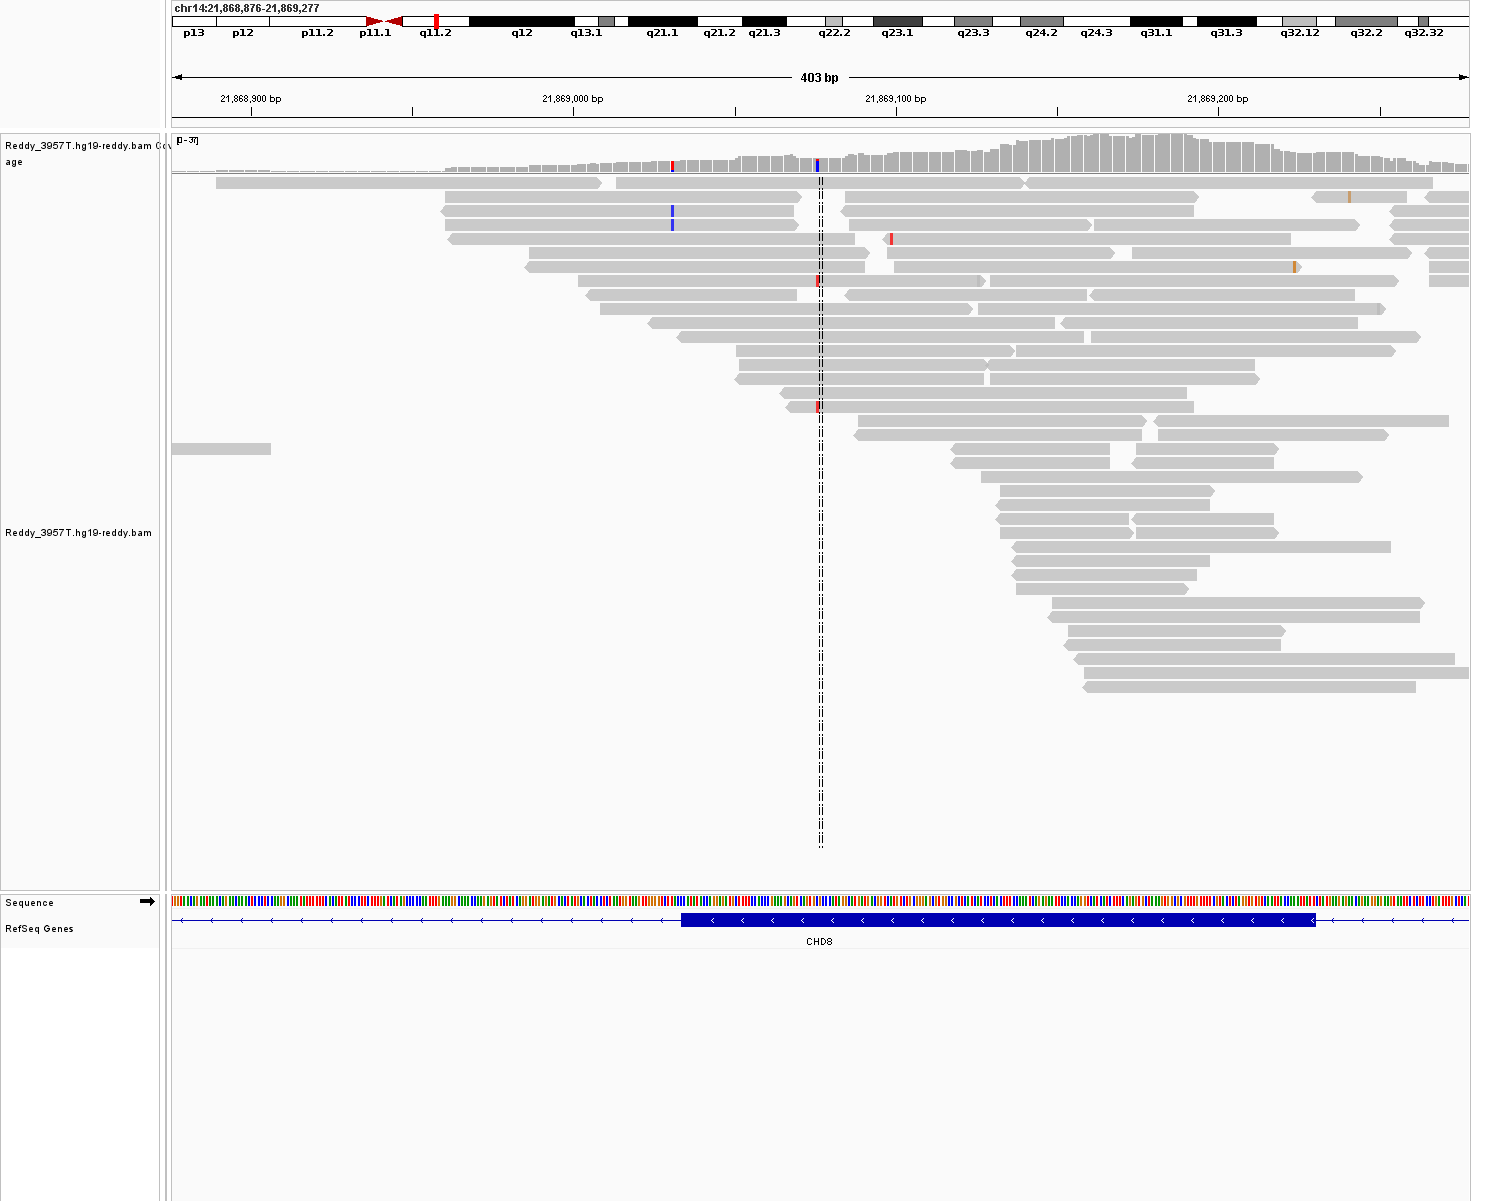 chr14:21,868,876-21,869,277
p13 p12 p11.2 p11.1 q11.2 q12 q13.1 q21.1 q21.2 q21.3 q22.2 q23.1 q23.3 q24.2 q24.3 q31.1 q31.3 q32.12 q32.2 q32.32
403 bp
21,868,900 bp 21,869,000 bp 21,869,100 bp 21,869,200 bp
Reddy_3957T.hg19-reddy.bam Cov
age
[0 - 37]
Reddy_3957T.hg19-reddy.bam
Sequence
RefSeq Genes
CHD8